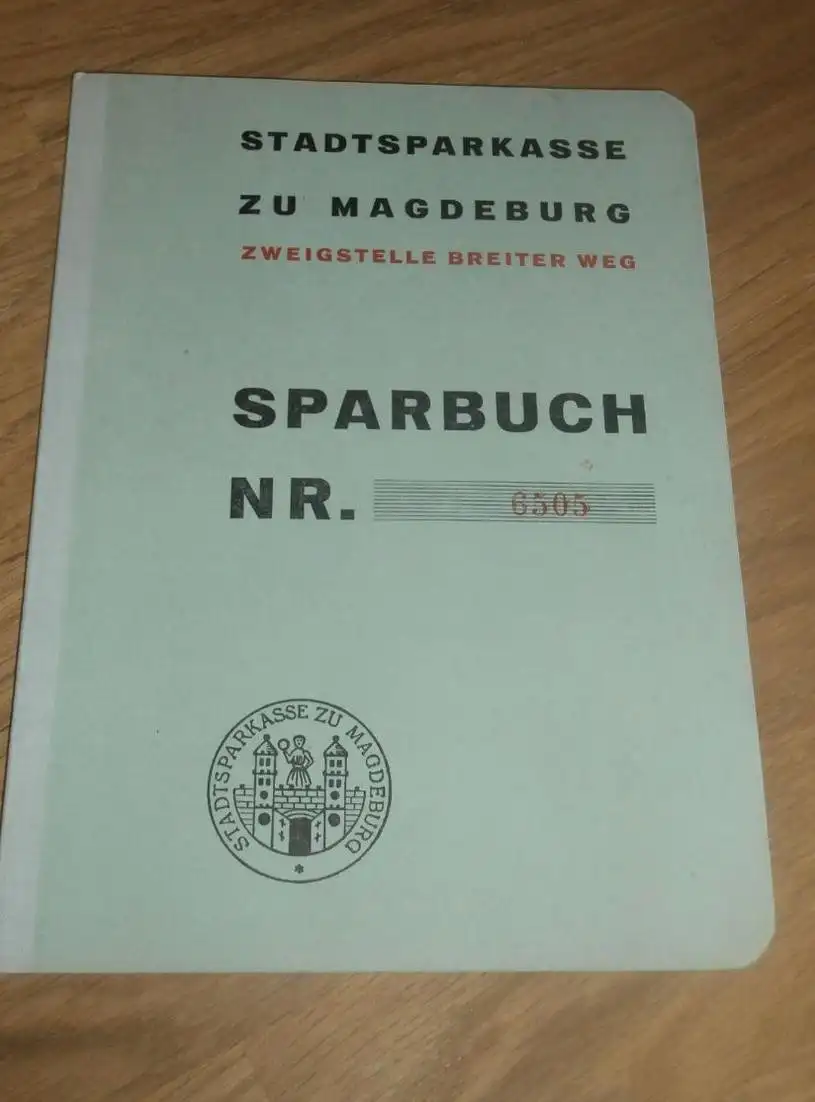 STADTSPARKASSE
ZU MAGDEBURG
ZWEIGSTELLE BREITER WEG
SPARBUCH
NR. 6505
STADTSPARKASSE ZU MAGDEBURG
*